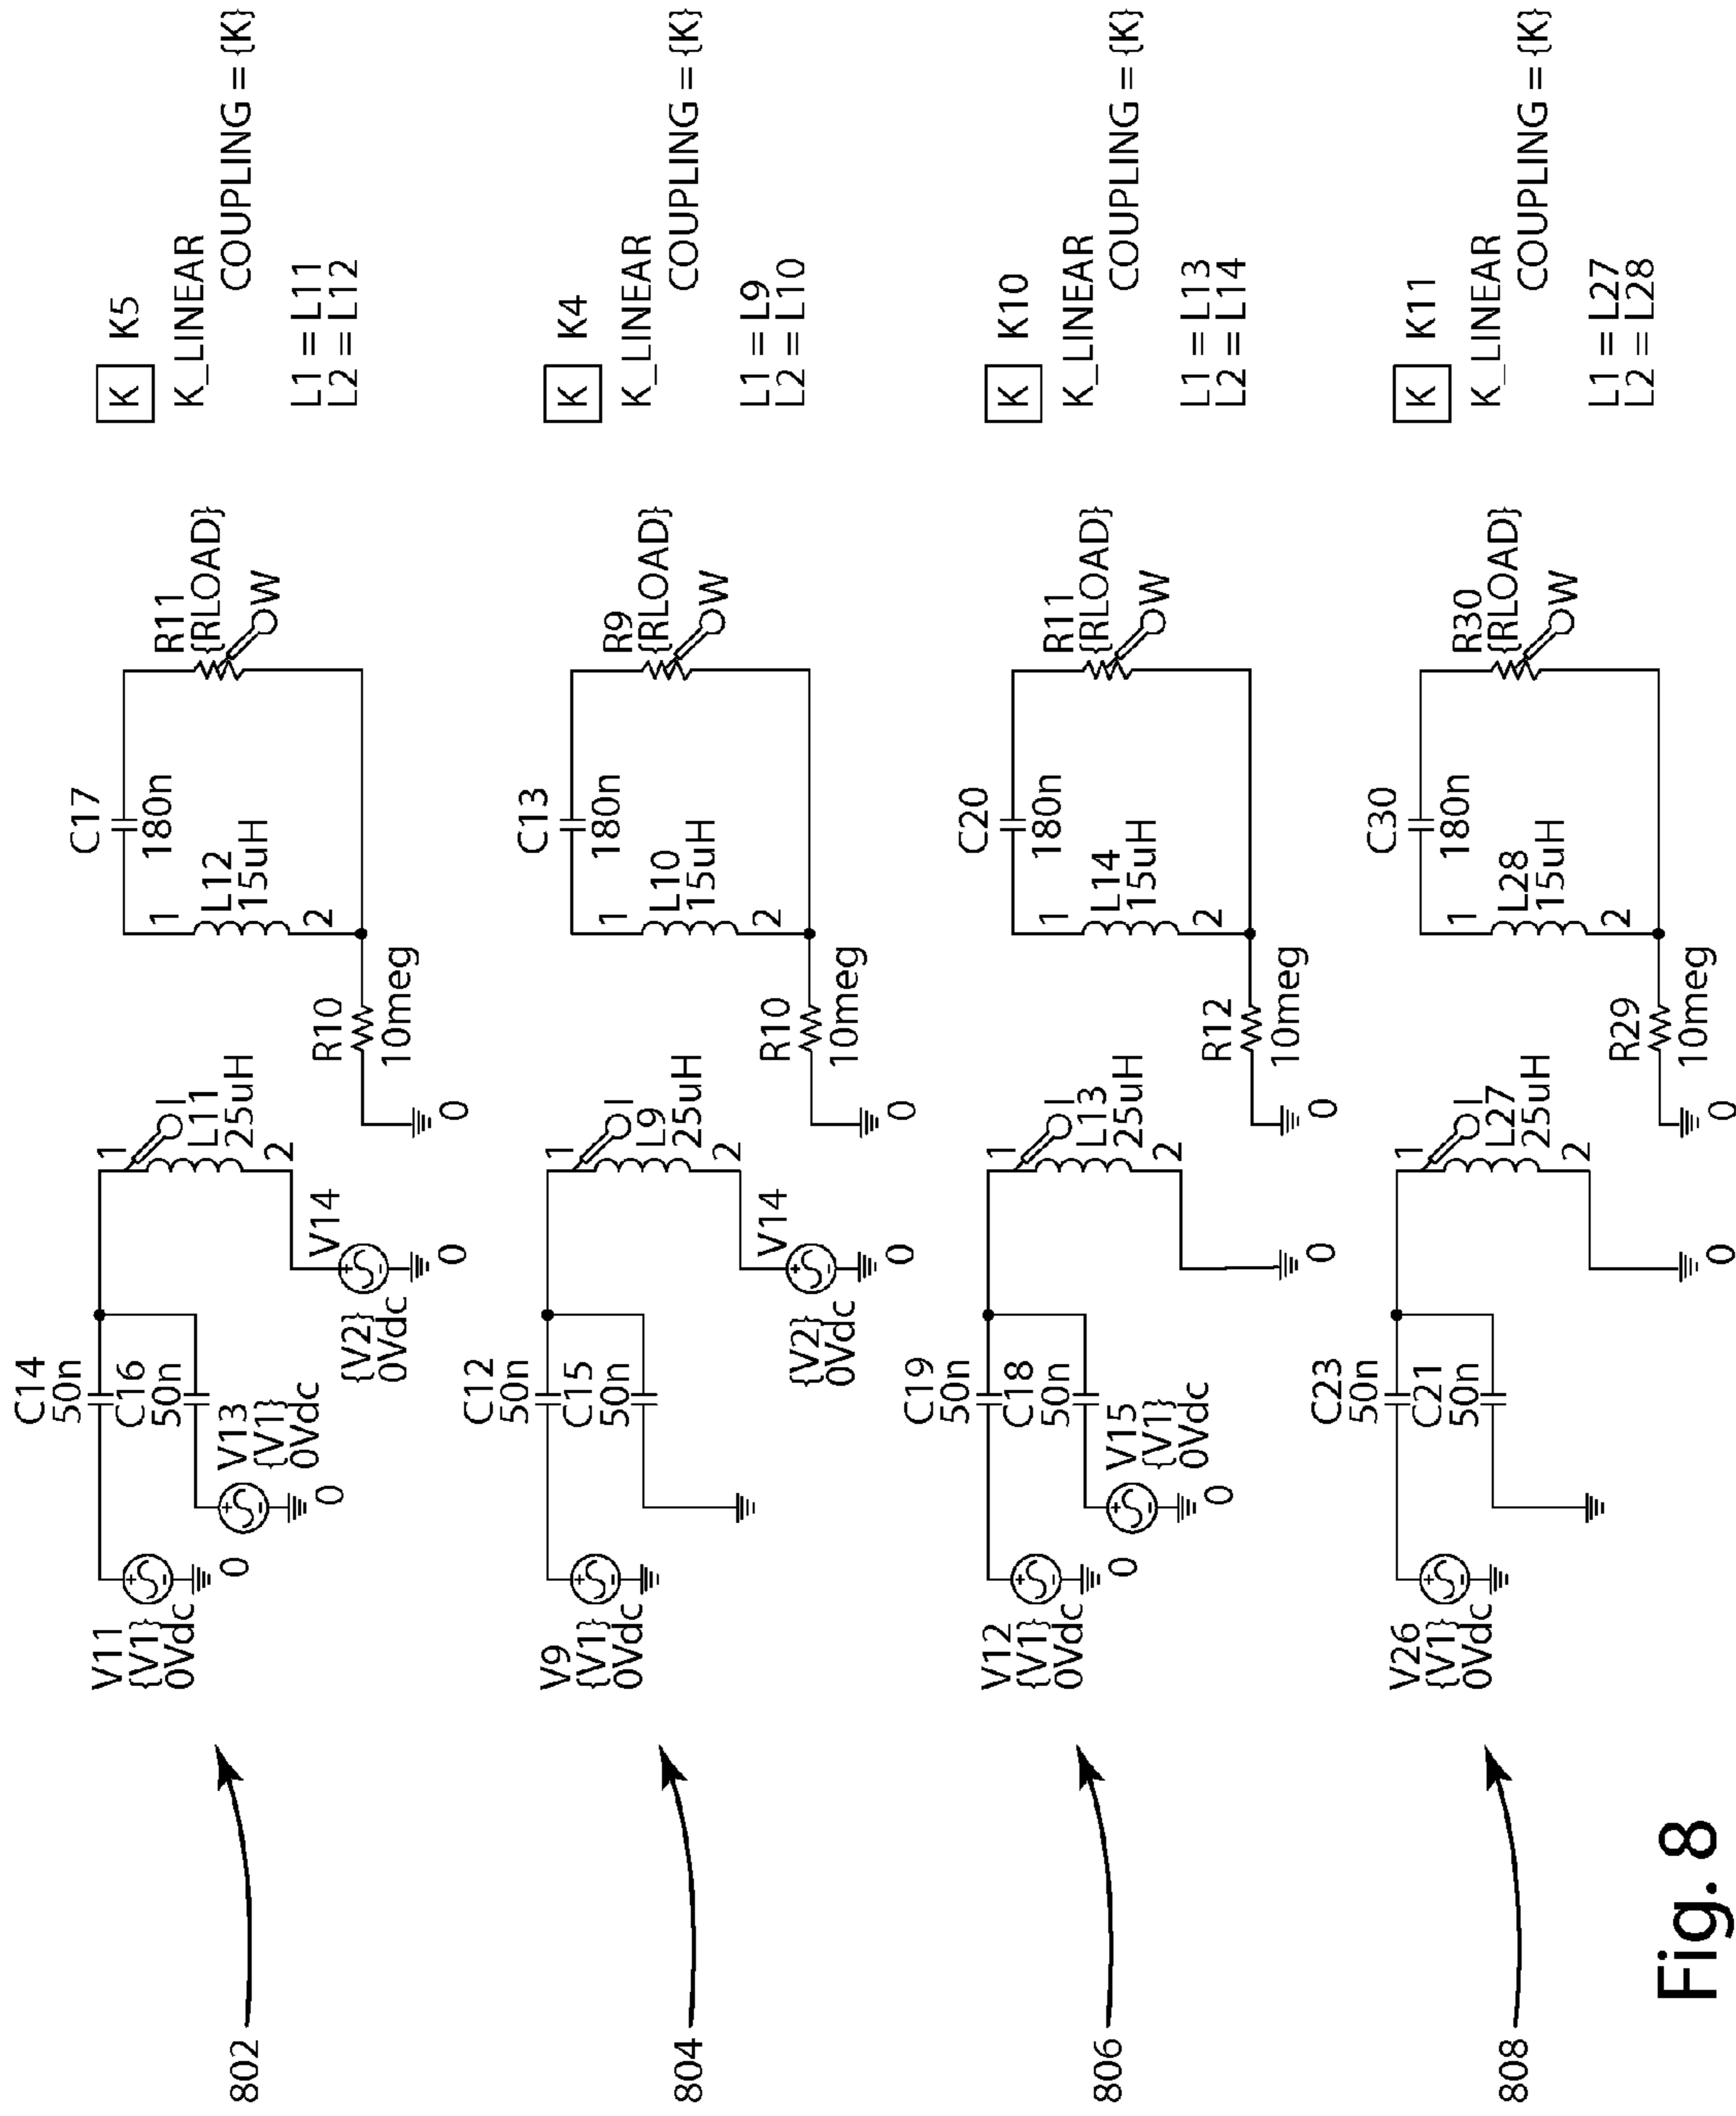 802
V11
{V1}
0Vdc
0
C14
50n
C16
50n
V13
{V1}
0Vdc
0
1
I
L11
25uH
2
V14
{V2}
0Vdc
0
R10
10meg
0
C17
180n
1
L12
15uH
2
R11
{RLOAD}
W
K K5
K_LINEAR
COUPLING = {K}
L1 = L11
L2 = L12
804
V9
{V1}
0Vdc
C12
50n
C15
50n
1
I
L9
25uH
2
V14
{V2}
0Vdc
0
R10
10meg
0
C13
180n
1
L10
15uH
2
R9
{RLOAD}
W
K K4
K_LINEAR
COUPLING = {K}
L1 = L9
L2 = L10
806
V12
{V1}
0Vdc
0
C19
50n
C18
50n
V15
{V1}
0Vdc
0
1
I
L13
25uH
2
0
R12
10meg
0
C20
180n
1
L14
15uH
2
R11
{RLOAD}
W
K K10
K_LINEAR
COUPLING = {K}
L1 = L13
L2 = L14
808
V26
{V1}
0Vdc
C23
50n
C21
50n
1
I
L27
25uH
2
0
R29
10meg
0
C30
180n
1
L28
15uH
2
R30
{RLOAD}
W
K K11
K_LINEAR
COUPLING = {K}
L1 = L27
L2 = L28
Fig. 8